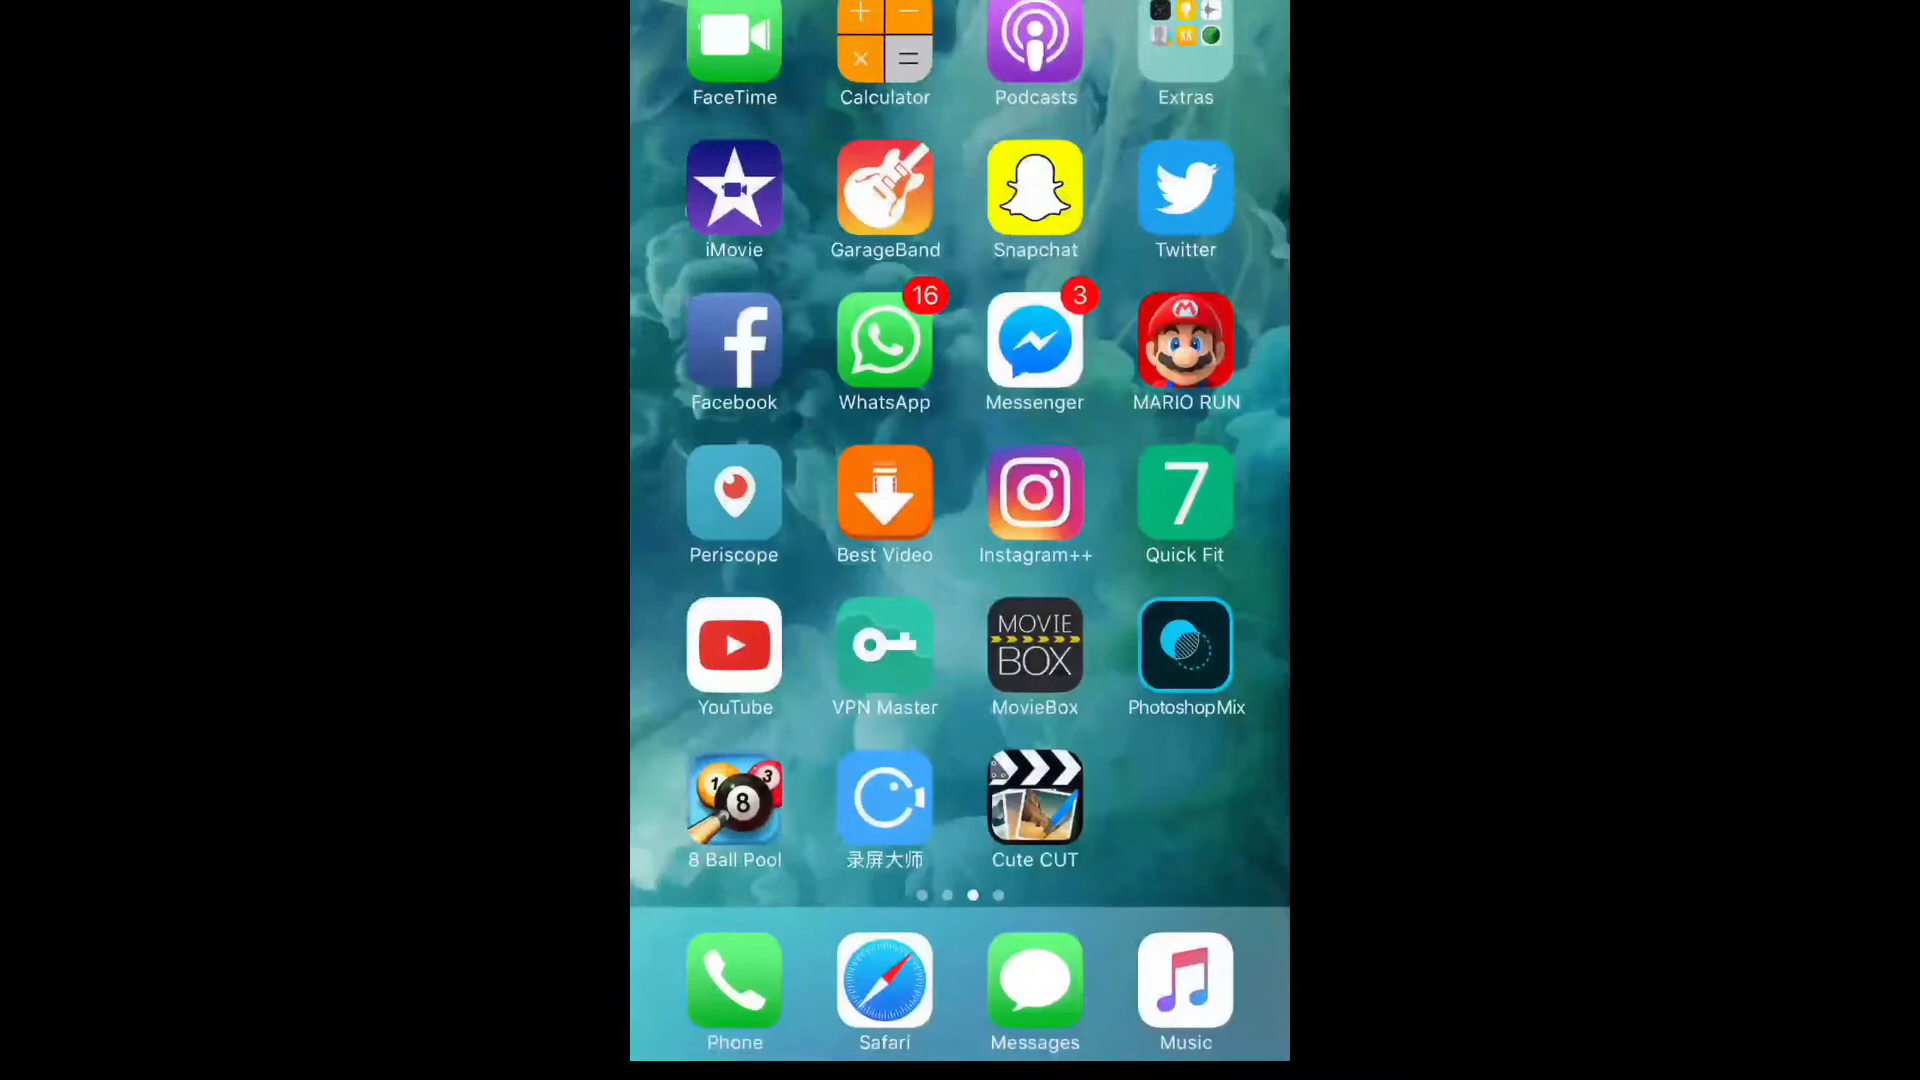 FaceTime Calculator Podcasts Extras
iMovie GarageBand Snapchat Twitter
16 3
Facebook WhatsApp Messenger MARIO RUN
7
Periscope Best Video Instagram++ Quick Fit
MOVIE
BOX
YouTube VPN Master MovieBox PhotoshopMix
1 3
8
8 Ball Pool 录屏大师 Cute CUT
Phone Safari Messages Music